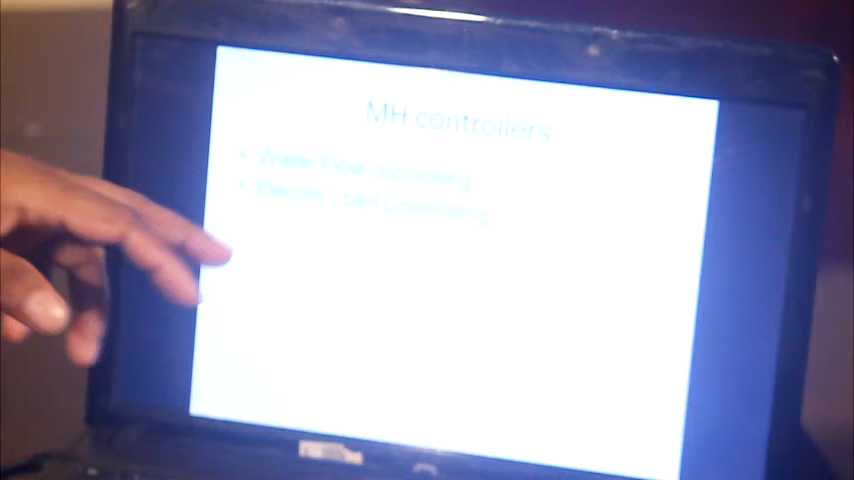 MH controllers
• Water Flow controlling
• Electric Load Controlling